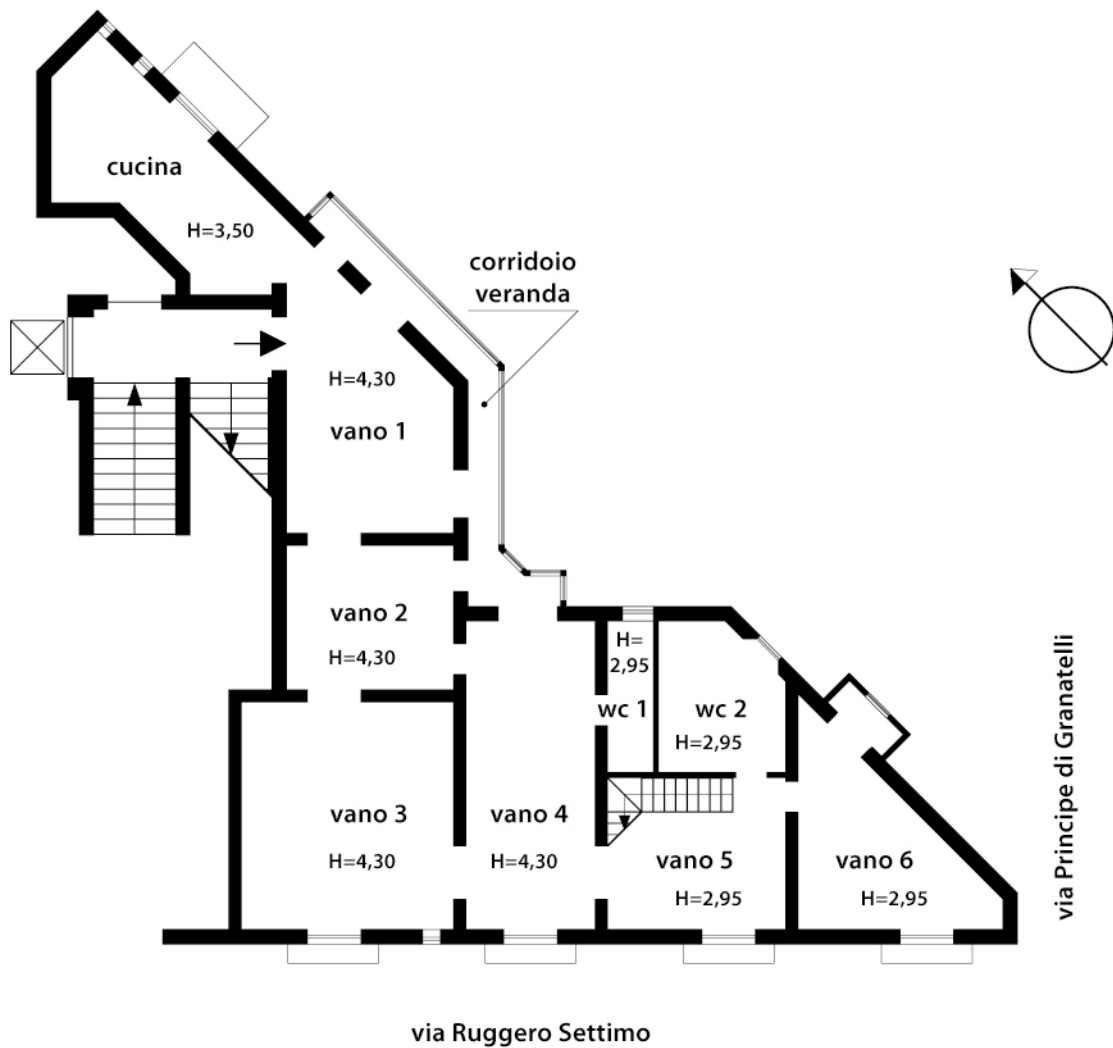 cucina
H=3,50
corridoio
veranda
H=4,30
vano 1
vano 2
H=4,30
H=
2,95
wc 1
wc 2
H=2,95
vano 3
H=4,30
vano 4
H=4,30
vano 5
H=2,95
vano 6
H=2,95
via Principe di Granatelli
via Ruggero Settimo